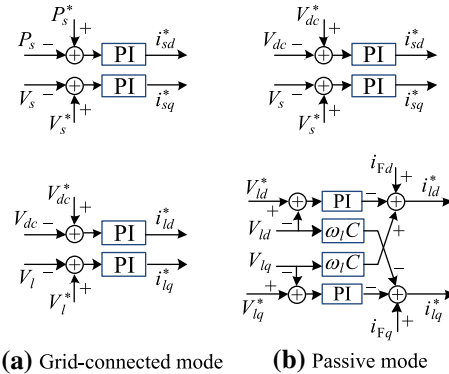 P_s^* V_dc^*
P_s − + PI i_sd^* V_dc − + PI i_sd^*
V_s − + PI i_sq^* V_s − + PI i_sq^*
V_s^* V_s^*
V_dc^* i_Fd
V_dc − + PI i_ld^* V_ld^* + − PI − + i_ld^*
V_ld ω_l C +
V_l − + PI i_lq^* V_lq ω_l C −
V_l^* V_lq^* + − PI − + i_lq^*
i_Fq
(a) Grid-connected mode (b) Passive mode